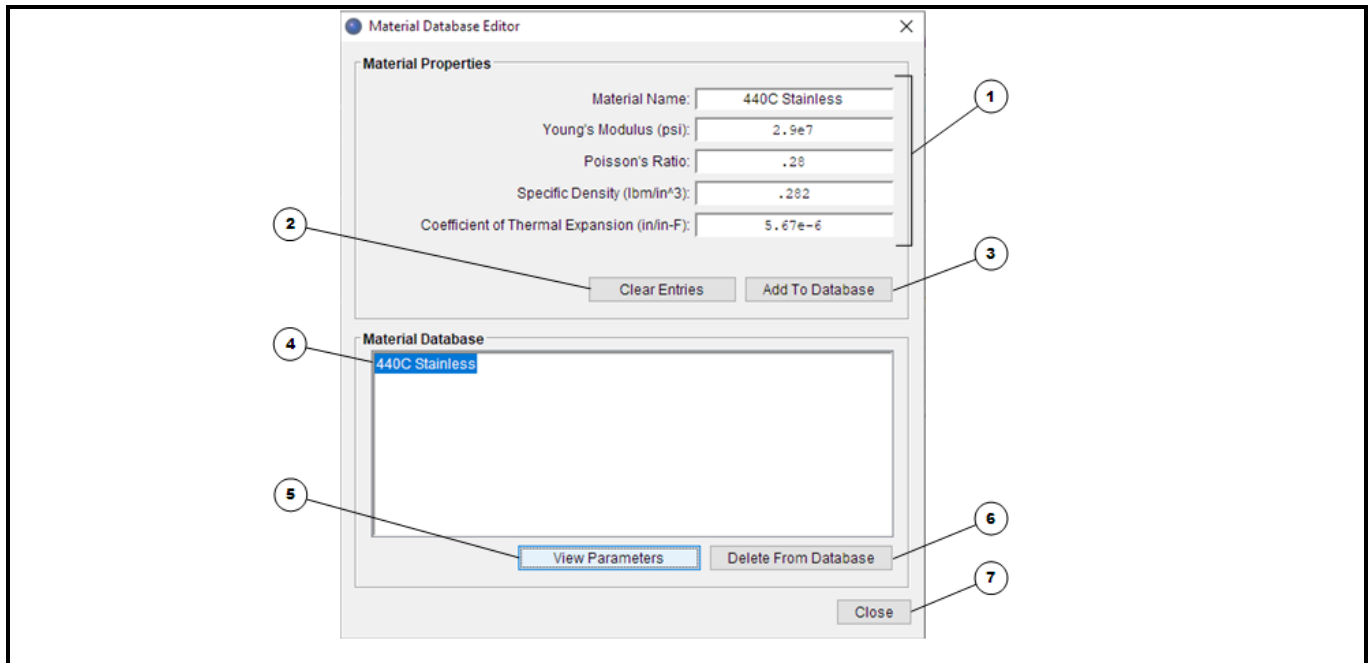 Material Database Editor
Material Properties
Material Name: 440C Stainless
1
Young's Modulus (psi): 2.9e7
Poisson's Ratio: .28
Specific Density (lbm/in^3): .282
2
Coefficient of Thermal Expansion (in/in-F): 5.67e-6
3
Clear Entries Add To Database
4
Material Database
440C Stainless
5
6
View Parameters Delete From Database
7
Close